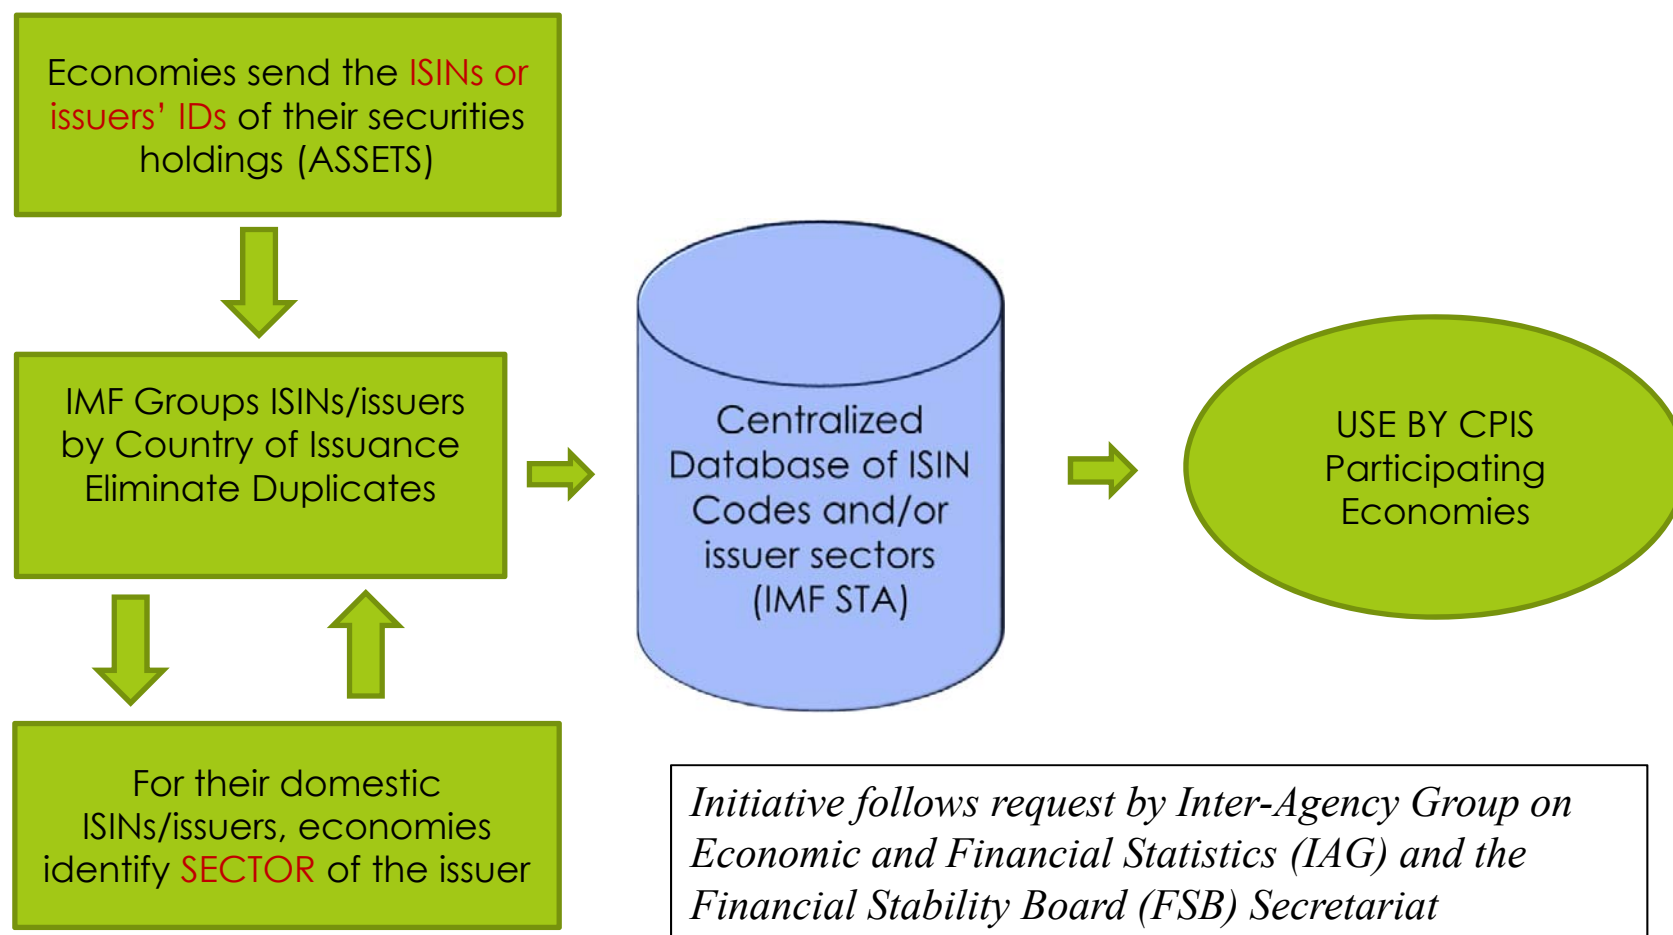 Economies send the ISINs or
issuers’ IDs of their securities
holdings (ASSETS)
IMF Groups ISINs/issuers
by Country of Issuance
Eliminate Duplicates
For their domestic
ISINs/issuers, economies
identify SECTOR of the issuer
Centralized
Database of ISIN
Codes and/or
issuer sectors
(IMF STA)
USE BY CPIS
Participating
Economies
Initiative follows request by Inter-Agency Group on
Economic and Financial Statistics (IAG) and the
Financial Stability Board (FSB) Secretariat